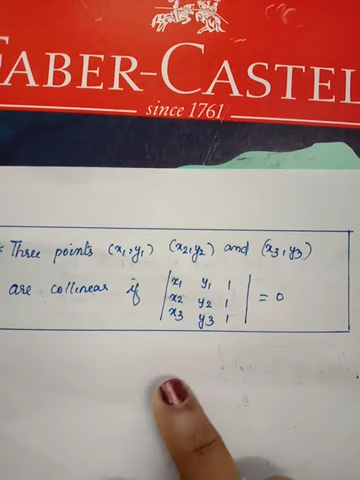 FABER-CASTEL
since 1761
* Three points (x1,y1) (x2,y2) and (x3,y3)
are collinear if | x1 y1 1 |
| x2 y2 1 | = 0
| x3 y3 1 |